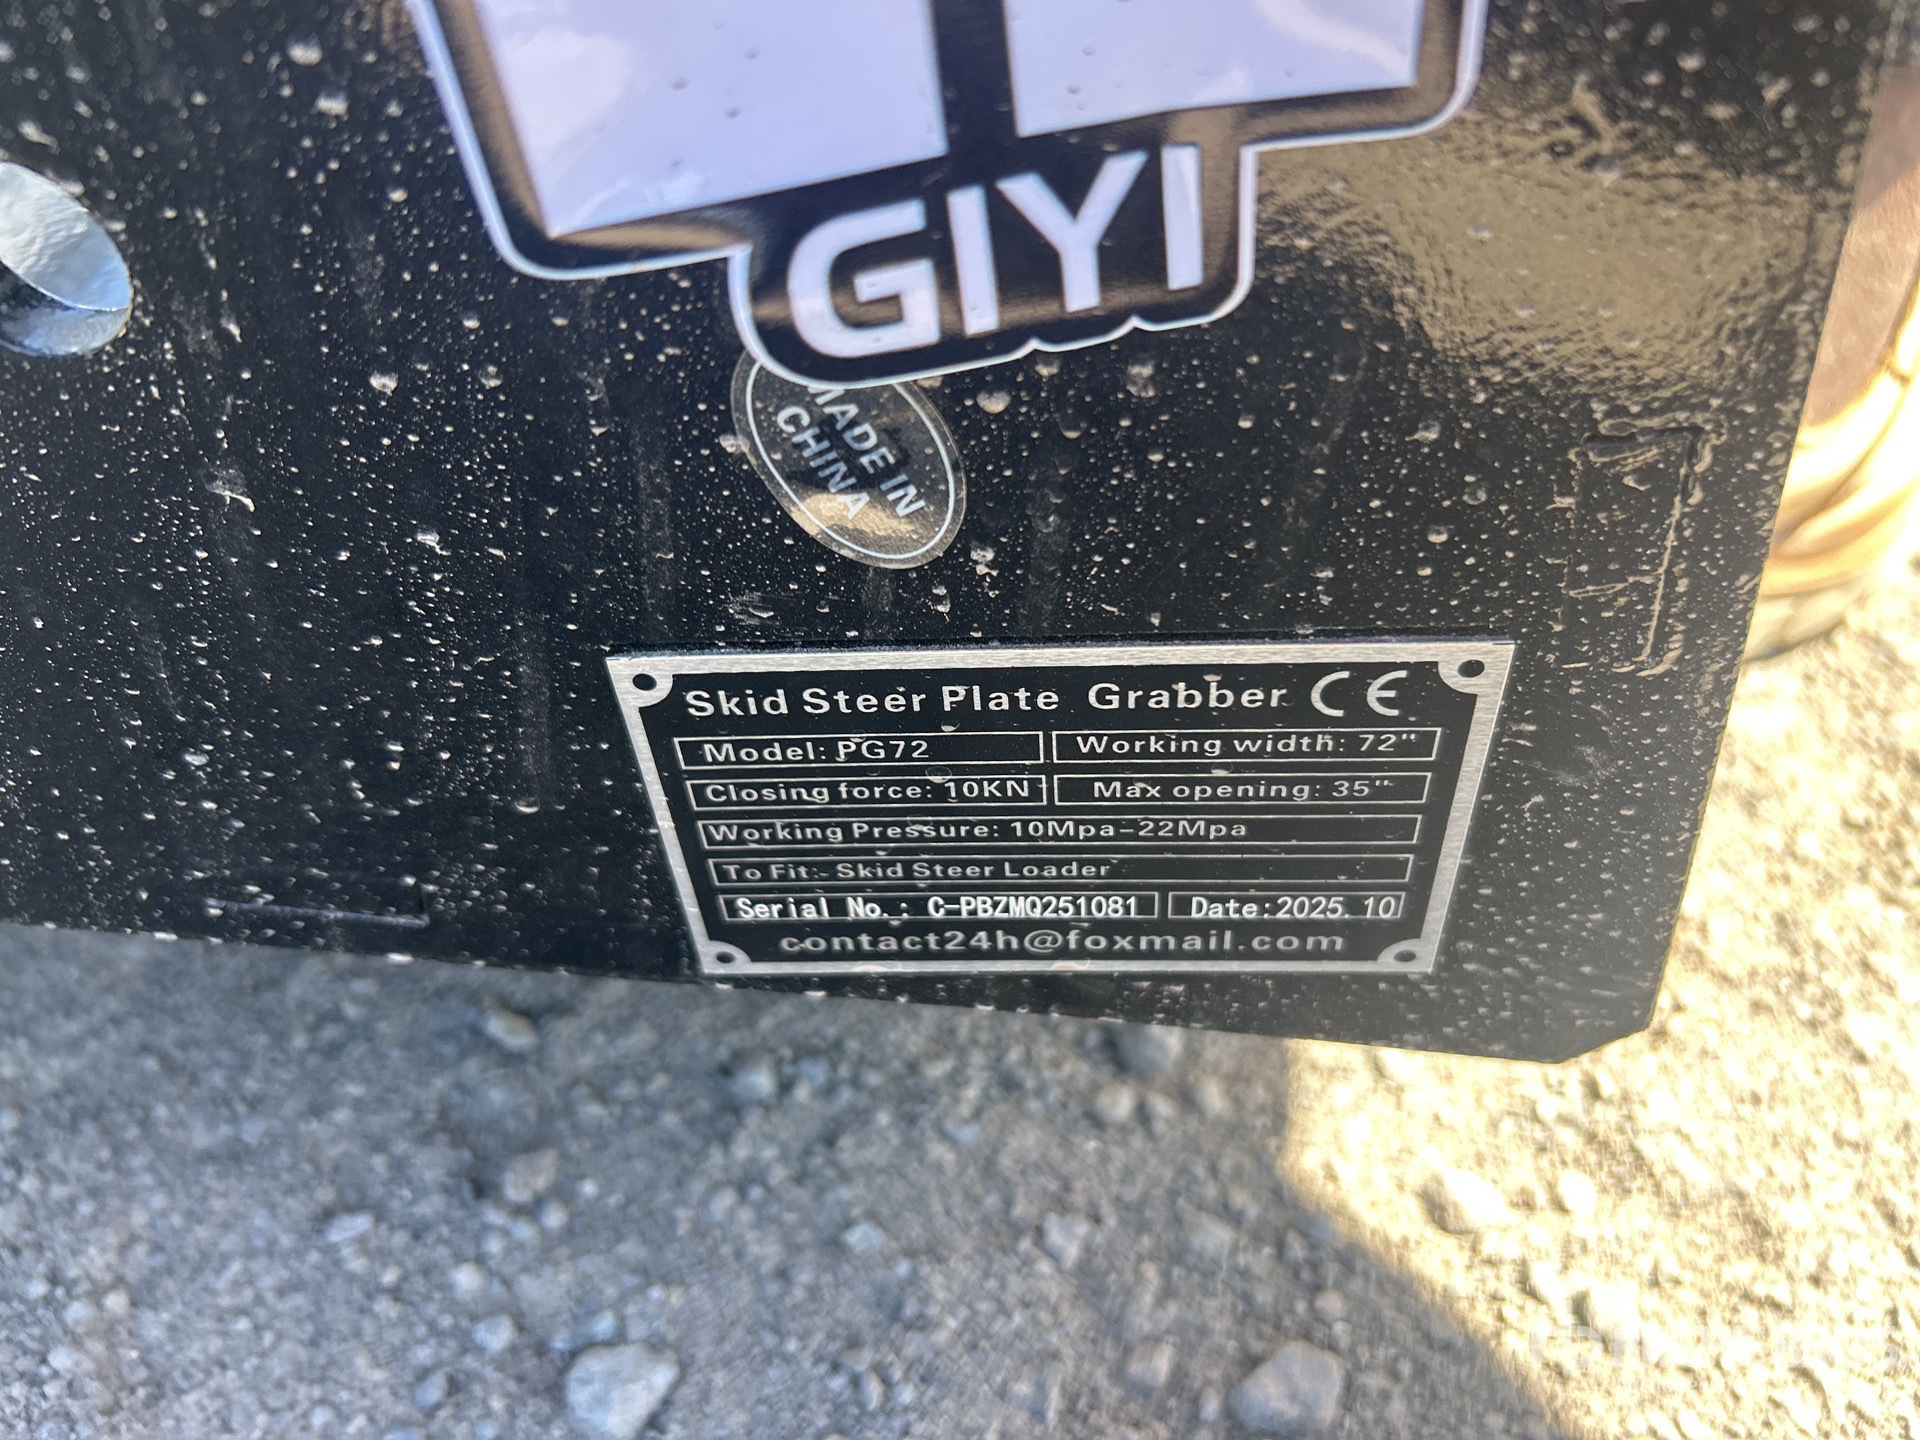 GIYI
MADE IN
CHINA
Skid Steer Plate Grabber CE
Model: PG72
Working width: 72"
Closing force: 10KN
Max opening: 35"
Working Pressure: 10Mpa-22Mpa
To Fit:- Skid Steer Loader
Serial No.: C-PBZMQ251081
Date:2025.10
contact24h@foxmail.com